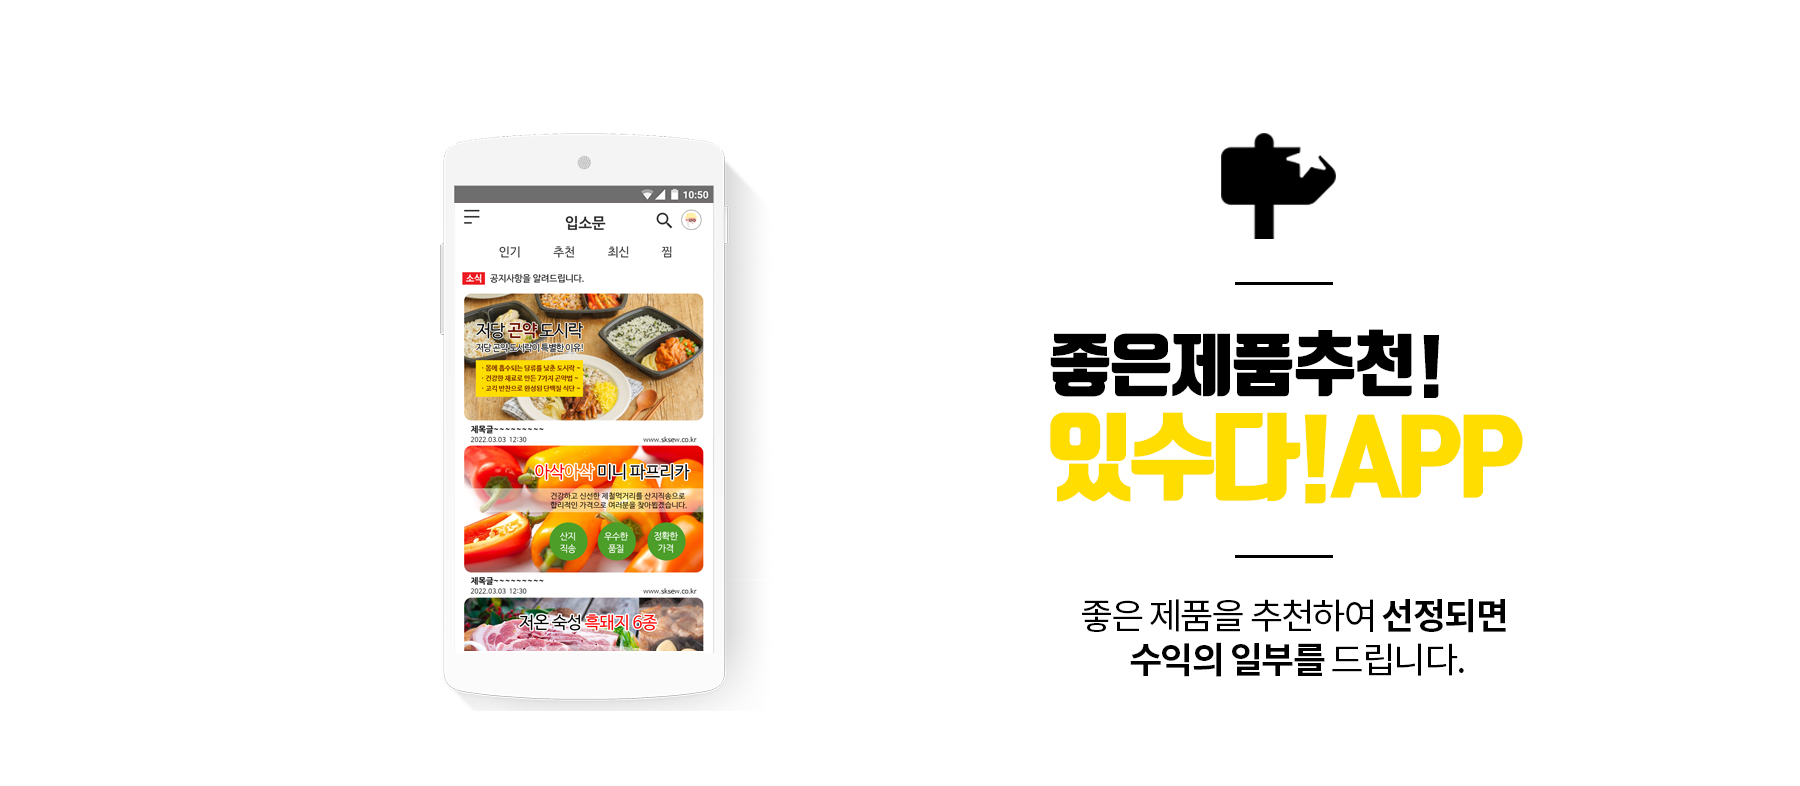 10:50
입소문
인기 추천 최신 찜
소식 공지사항을 알려드립니다.
저당 곤약 도시락
저당 곤약 도시락이 특별한 이유!
· 몸에 흡수되는 당류를 낮춘 도시락 ~
· 건강한 재료로 만든 7가지 곤약밥 ~
· 고칼 반찬으로 완성된 단백질 식단 ~
제목글~~~~~~~~~
2022.03.03 12:30 www.sksew.co.kr
아삭아삭 미니 파프리카
건강하고 신선한 제철먹거리를 산지직송으로
합리적인 가격으로 여러분을 찾아뵙겠습니다.
산지 직송
우수한 품질
정확한 가격
제목글~~~~~~~~~
2022.03.03 12:30 www.sksew.co.kr
저온 숙성 흑돼지 6종
좋은제품추천!
있수다!APP
좋은 제품을 추천하여 선정되면
수익의 일부를 드립니다.